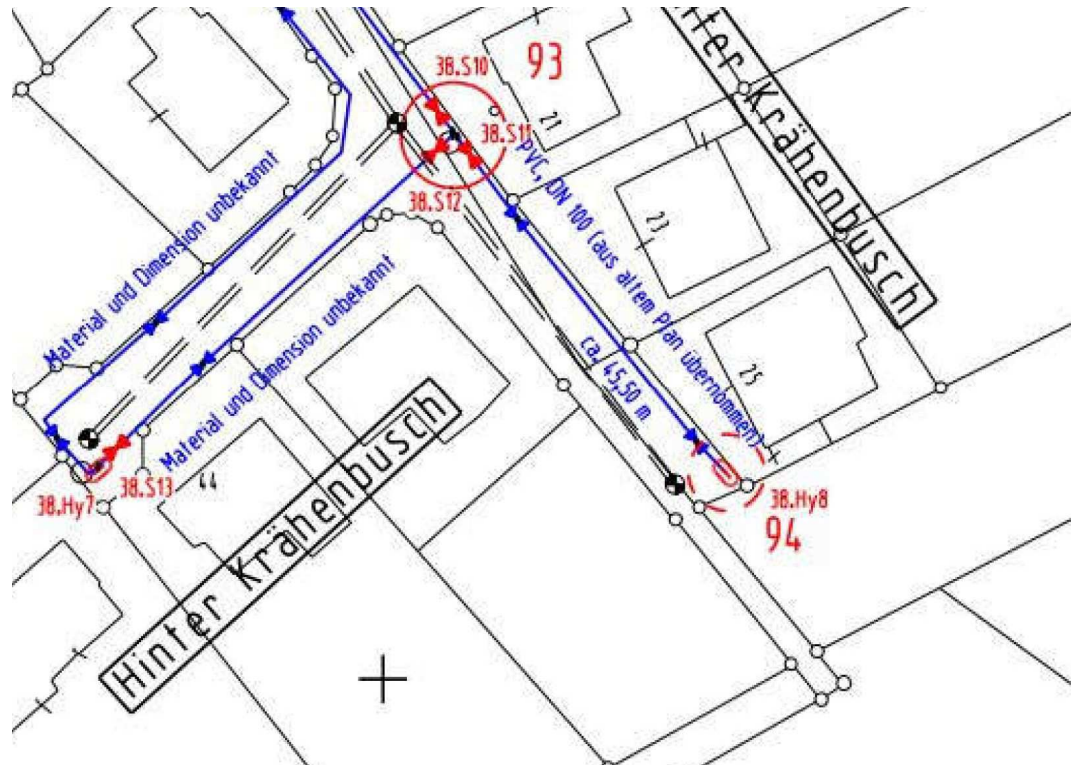 93
38.S10
38.S11
38.S12
21
Hinter Krähenbusch
PVC, DN 100 (aus altem Plan übernommen)
ca. 45,50 m
23
25
Material und Dimension unbekannt
Material und Dimension unbekannt
Hinter Krähenbusch
38.Hy7
38.S13
44
38.Hy8
94